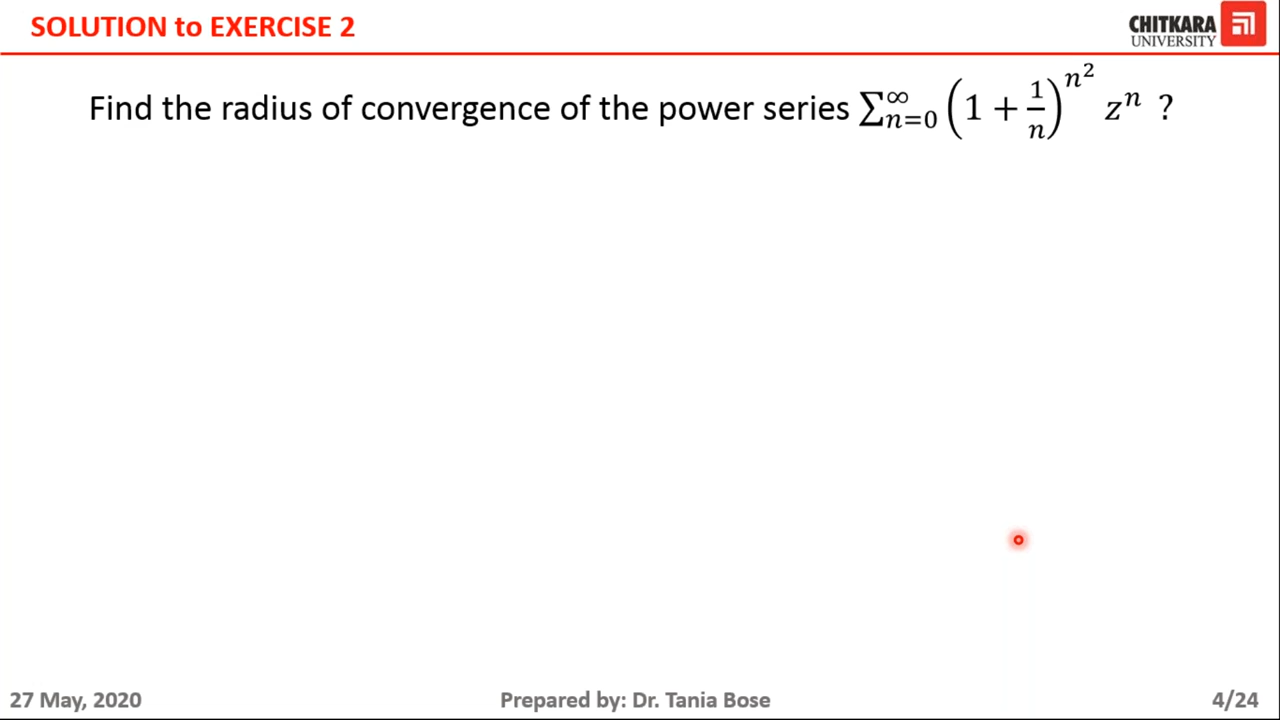 SOLUTION to EXERCISE 2
CHITKARA
UNIVERSITY
Find the radius of convergence of the power series ∑_{n=0}^{∞} (1 + 1/n)^{n^2} z^n ?
27 May, 2020
Prepared by: Dr. Tania Bose
4/24